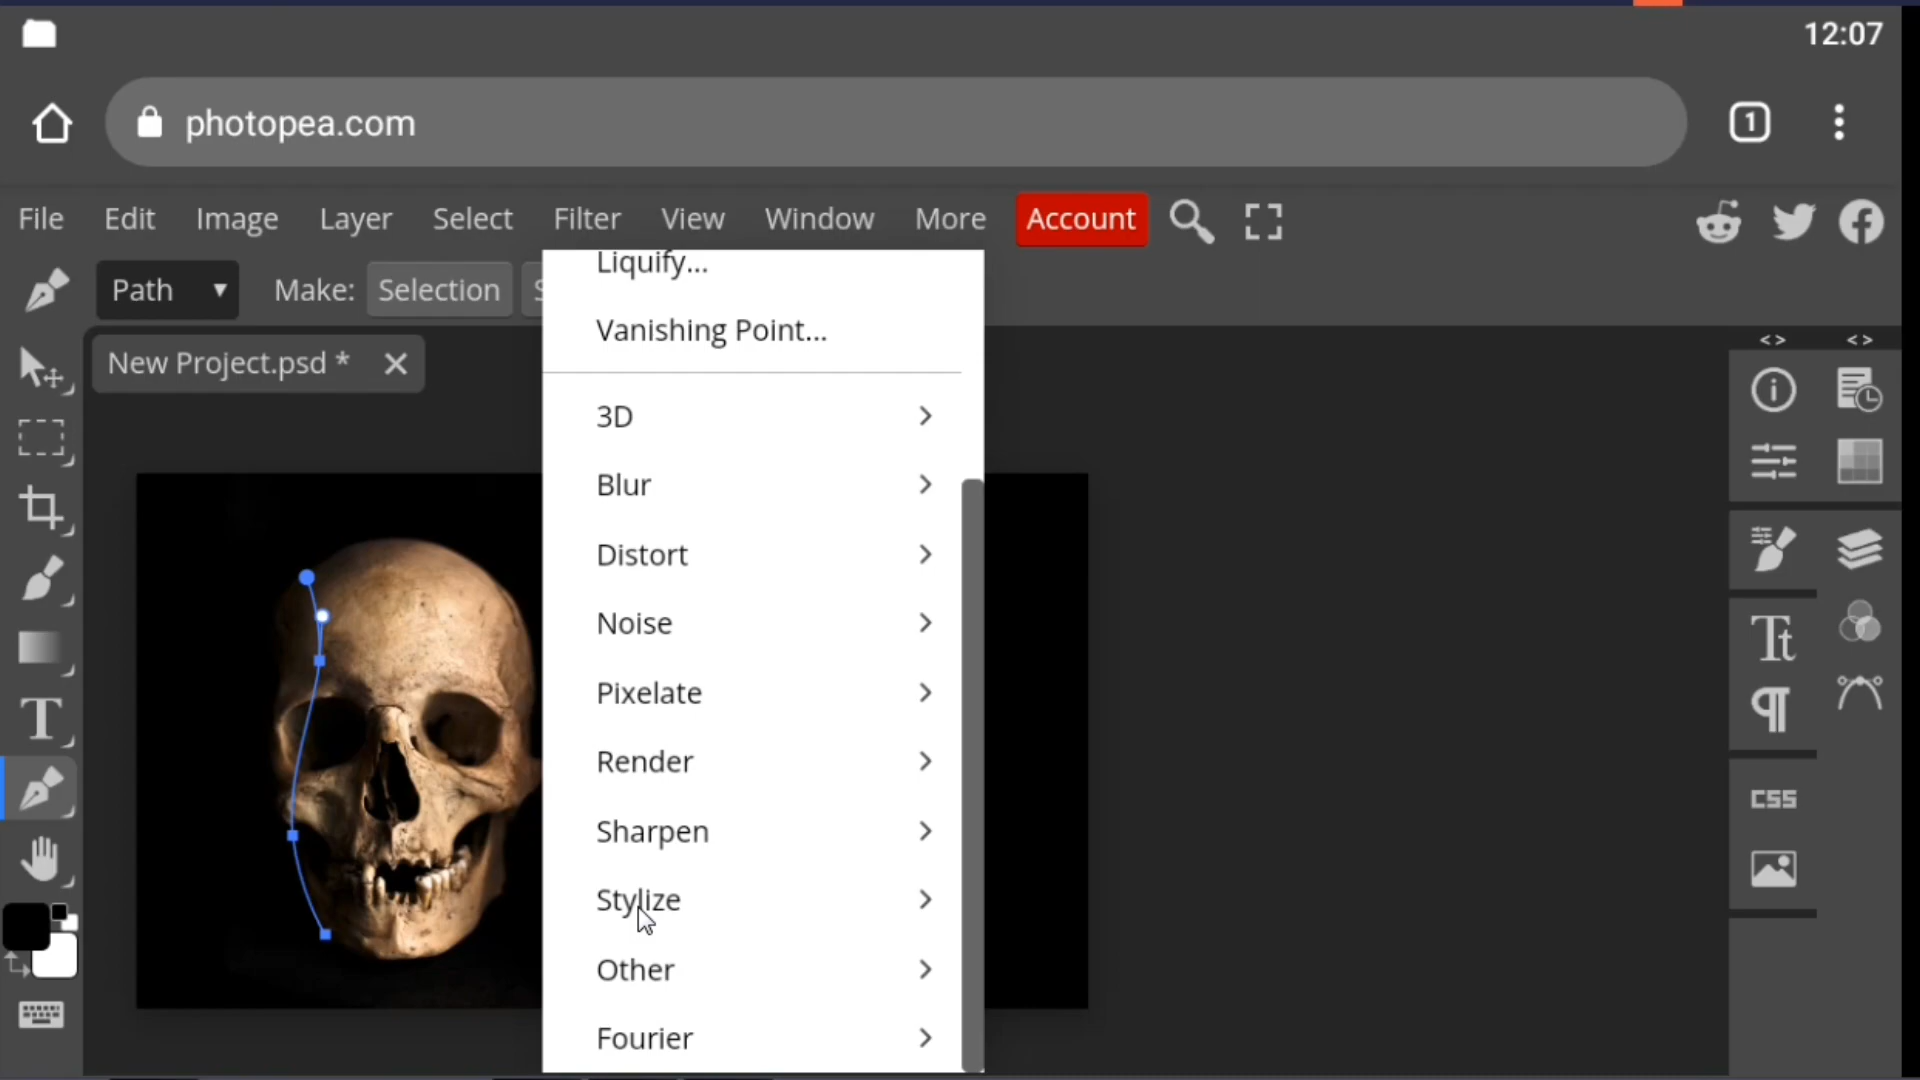 12:07
photopea.com
1
File Edit Image Layer Select Filter View Window More Account
Path Make: Selection S
New Project.psd *
Liquify...
Vanishing Point...
3D
Blur
Distort
Noise
Pixelate
Render
Sharpen
Stylize
Other
Fourier
CSS